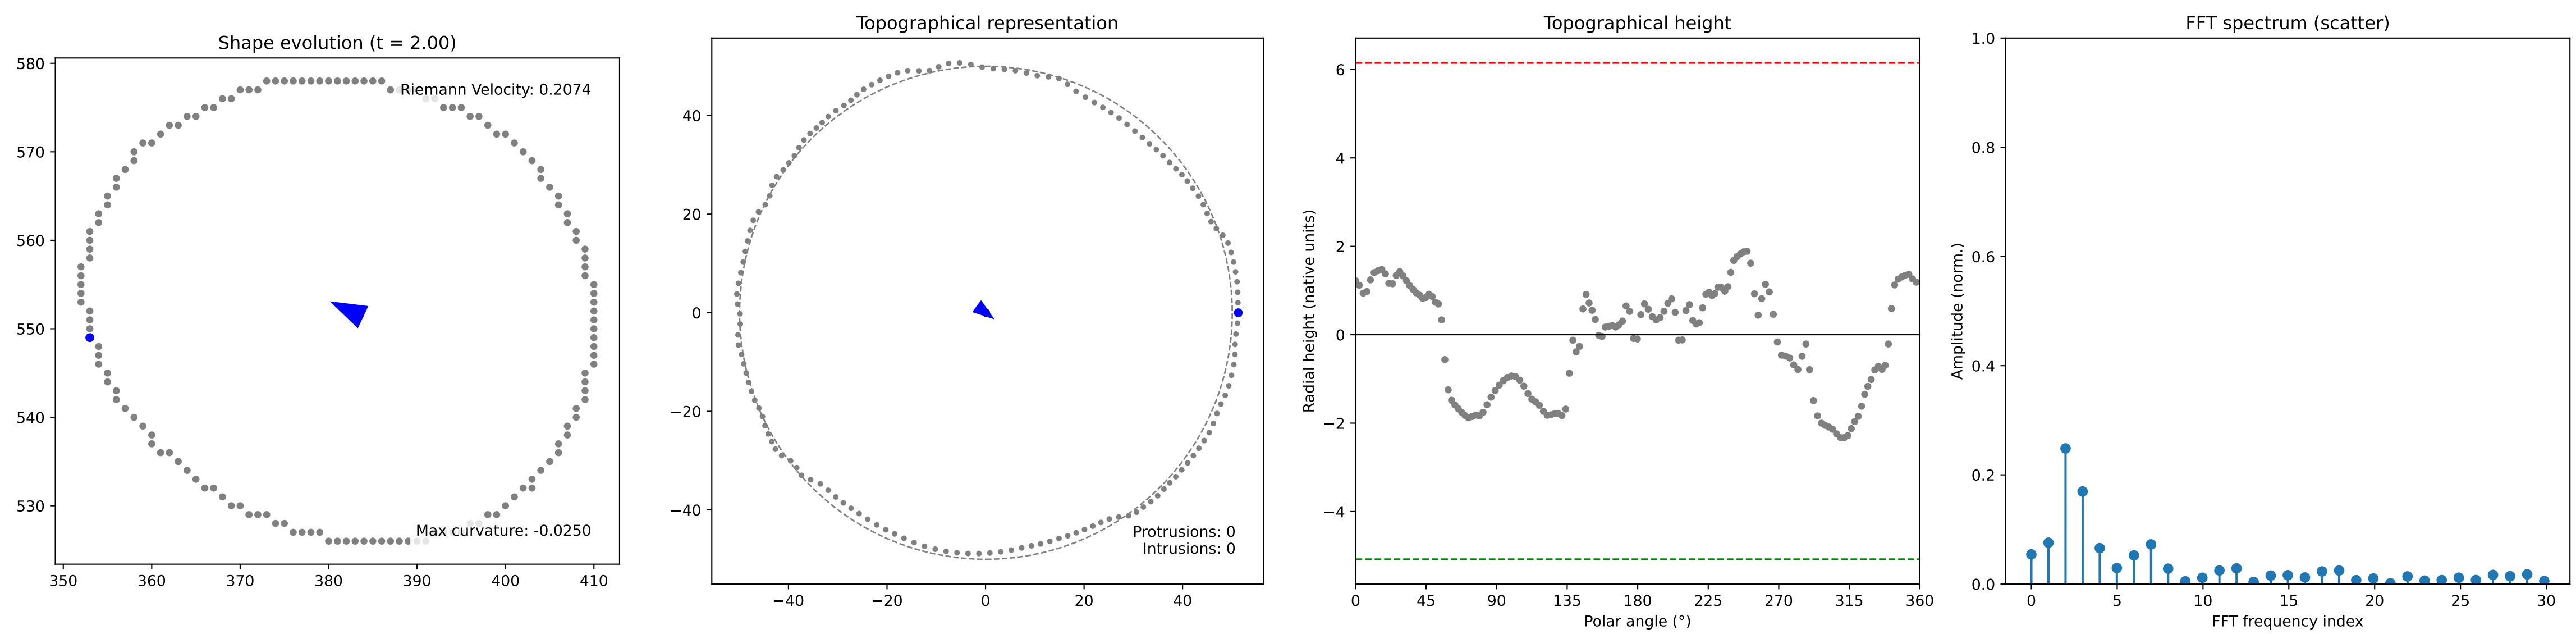 Shape evolution (t = 2.00)
580
570
560
550
540
530
350 360 370 380 390 400 410
Riemann Velocity: 0.2074
Max curvature: -0.0250
Topographical representation
40
20
0
−20
−40
−40 −20 0 20 40
Protrusions: 0
Intrusions: 0
Topographical height
Radial height (native units)
6
4
2
0
−2
−4
0 45 90 135 180 225 270 315 360
Polar angle (°)
FFT spectrum (scatter)
Amplitude (norm.)
1.0
0.8
0.6
0.4
0.2
0.0
0 5 10 15 20 25 30
FFT frequency index